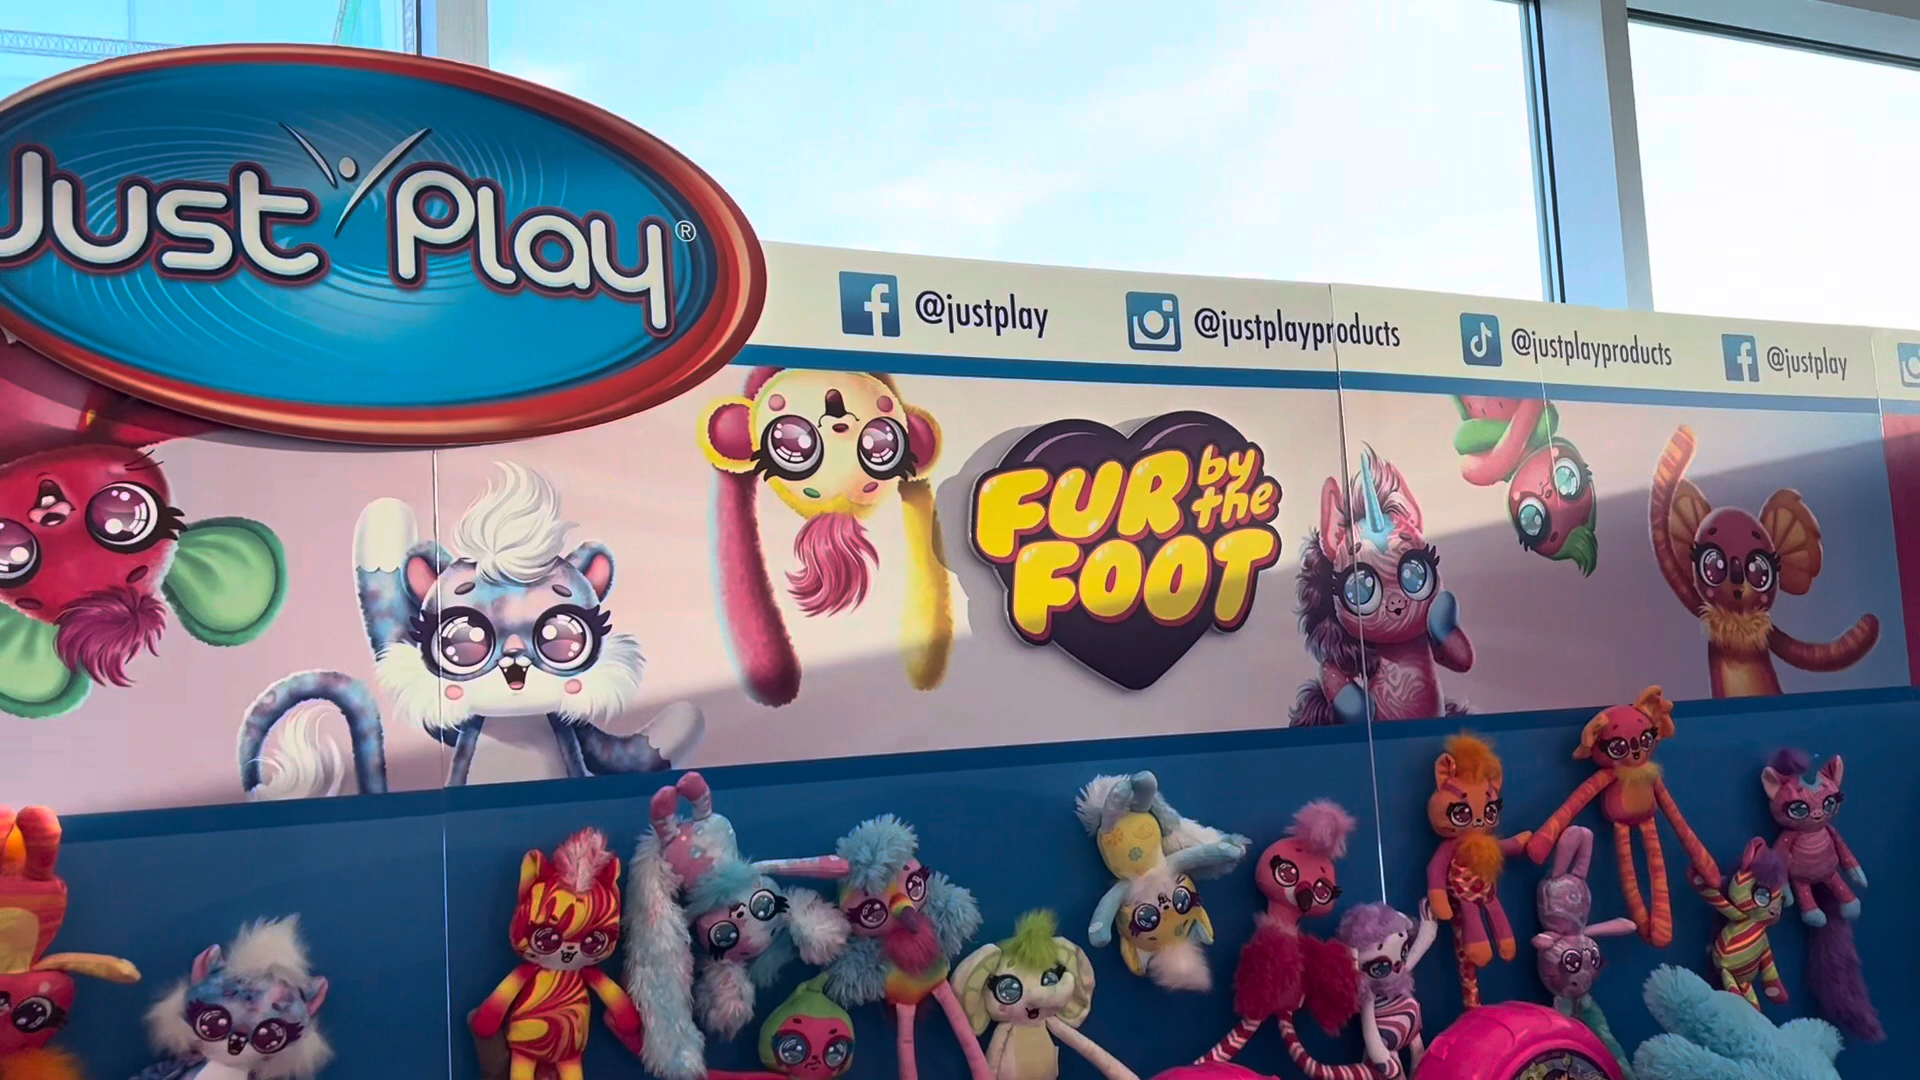 Just Play®
@justplay
@justplayproducts
@justplayproducts
@justplay
FUR by the FOOT